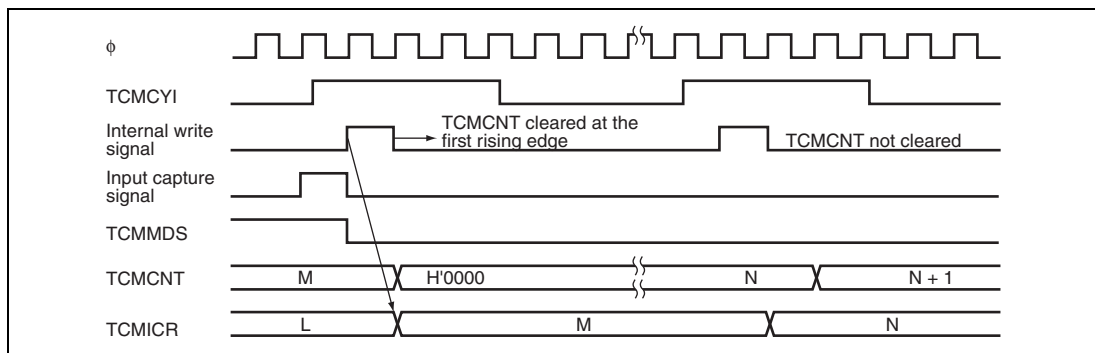 ϕ
TCMCYI
Internal write
signal
TCMCNT cleared at the
first rising edge
TCMCNT not cleared
Input capture
signal
TCMMDS
TCMCNT
M
H'0000
N
N + 1
TCMICR
L
M
N